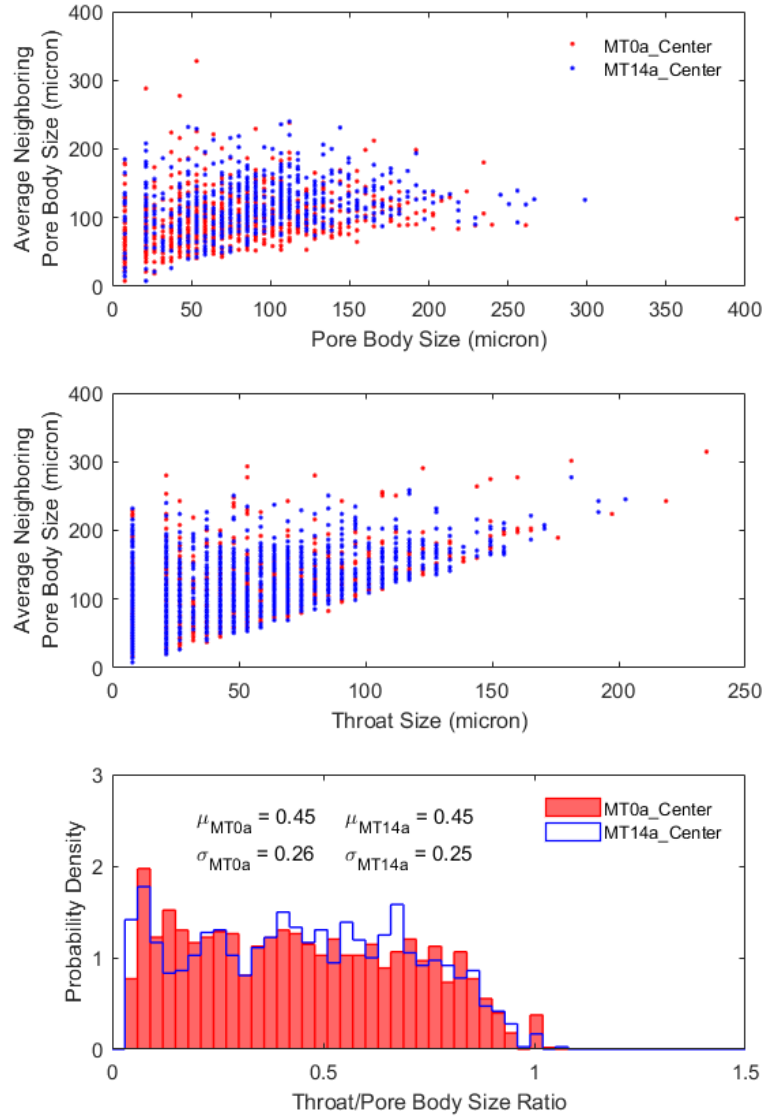 400
300
200
100
0
Average Neighboring
Pore Body Size (micron)
MT0a_Center
MT14a_Center
0 50 100 150 200 250 300 350 400
Pore Body Size (micron)
400
300
200
100
0
Average Neighboring
Pore Body Size (micron)
0 50 100 150 200 250
Throat Size (micron)
3
2
1
0
Probability Density
μMT0a = 0.45 μMT14a = 0.45
σMT0a = 0.26 σMT14a = 0.25
MT0a_Center
MT14a_Center
0 0.5 1 1.5
Throat/Pore Body Size Ratio